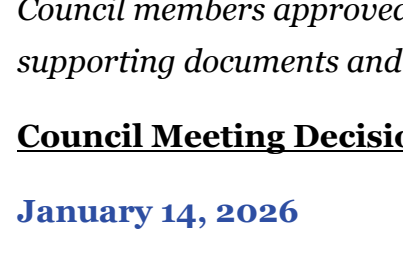 Council members approved
supporting documents and
Council Meeting Decisio
January 14, 2026